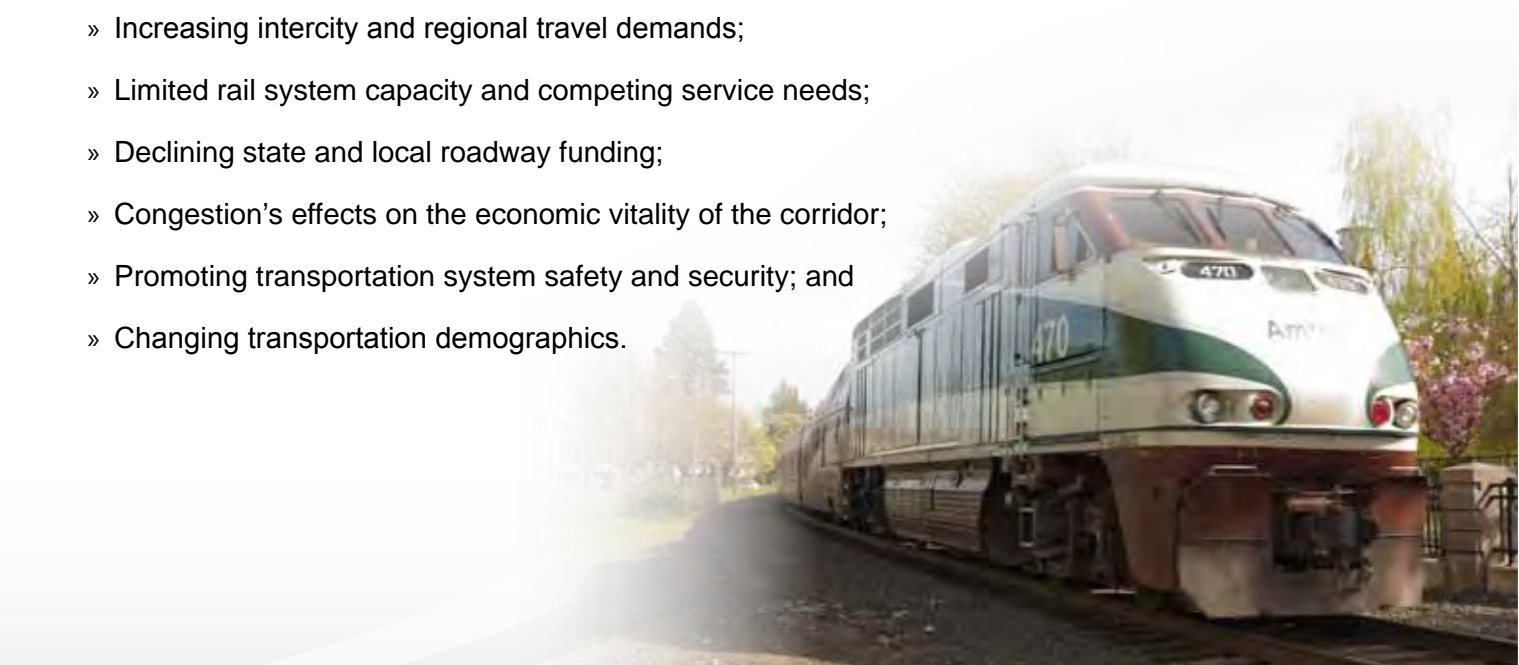 » Increasing intercity and regional travel demands;
» Limited rail system capacity and competing service needs;
» Declining state and local roadway funding;
» Congestion’s effects on the economic vitality of the corridor;
» Promoting transportation system safety and security; and
» Changing transportation demographics.
470
470